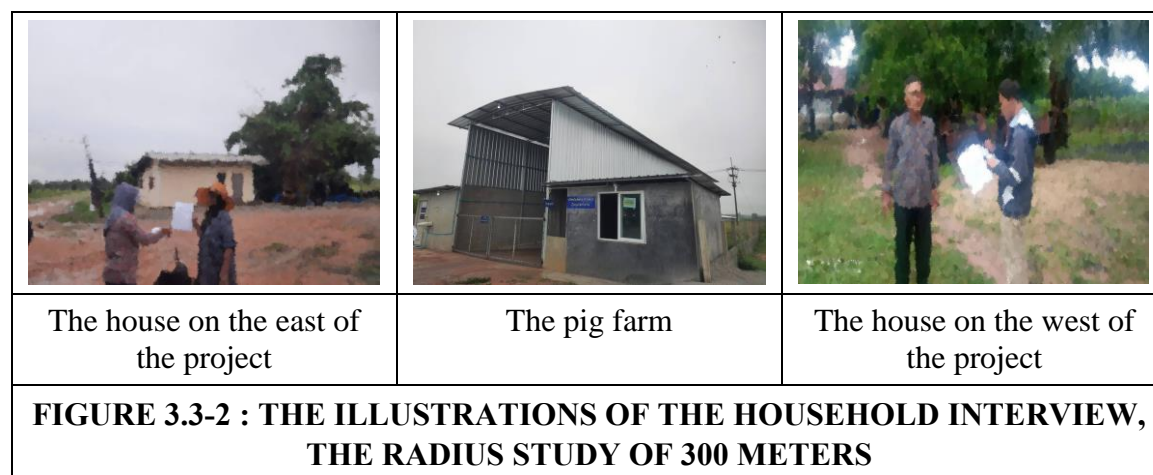 The house on the east of
the project
The pig farm
The house on the west of
the project
FIGURE 3.3-2 : THE ILLUSTRATIONS OF THE HOUSEHOLD INTERVIEW,
THE RADIUS STUDY OF 300 METERS